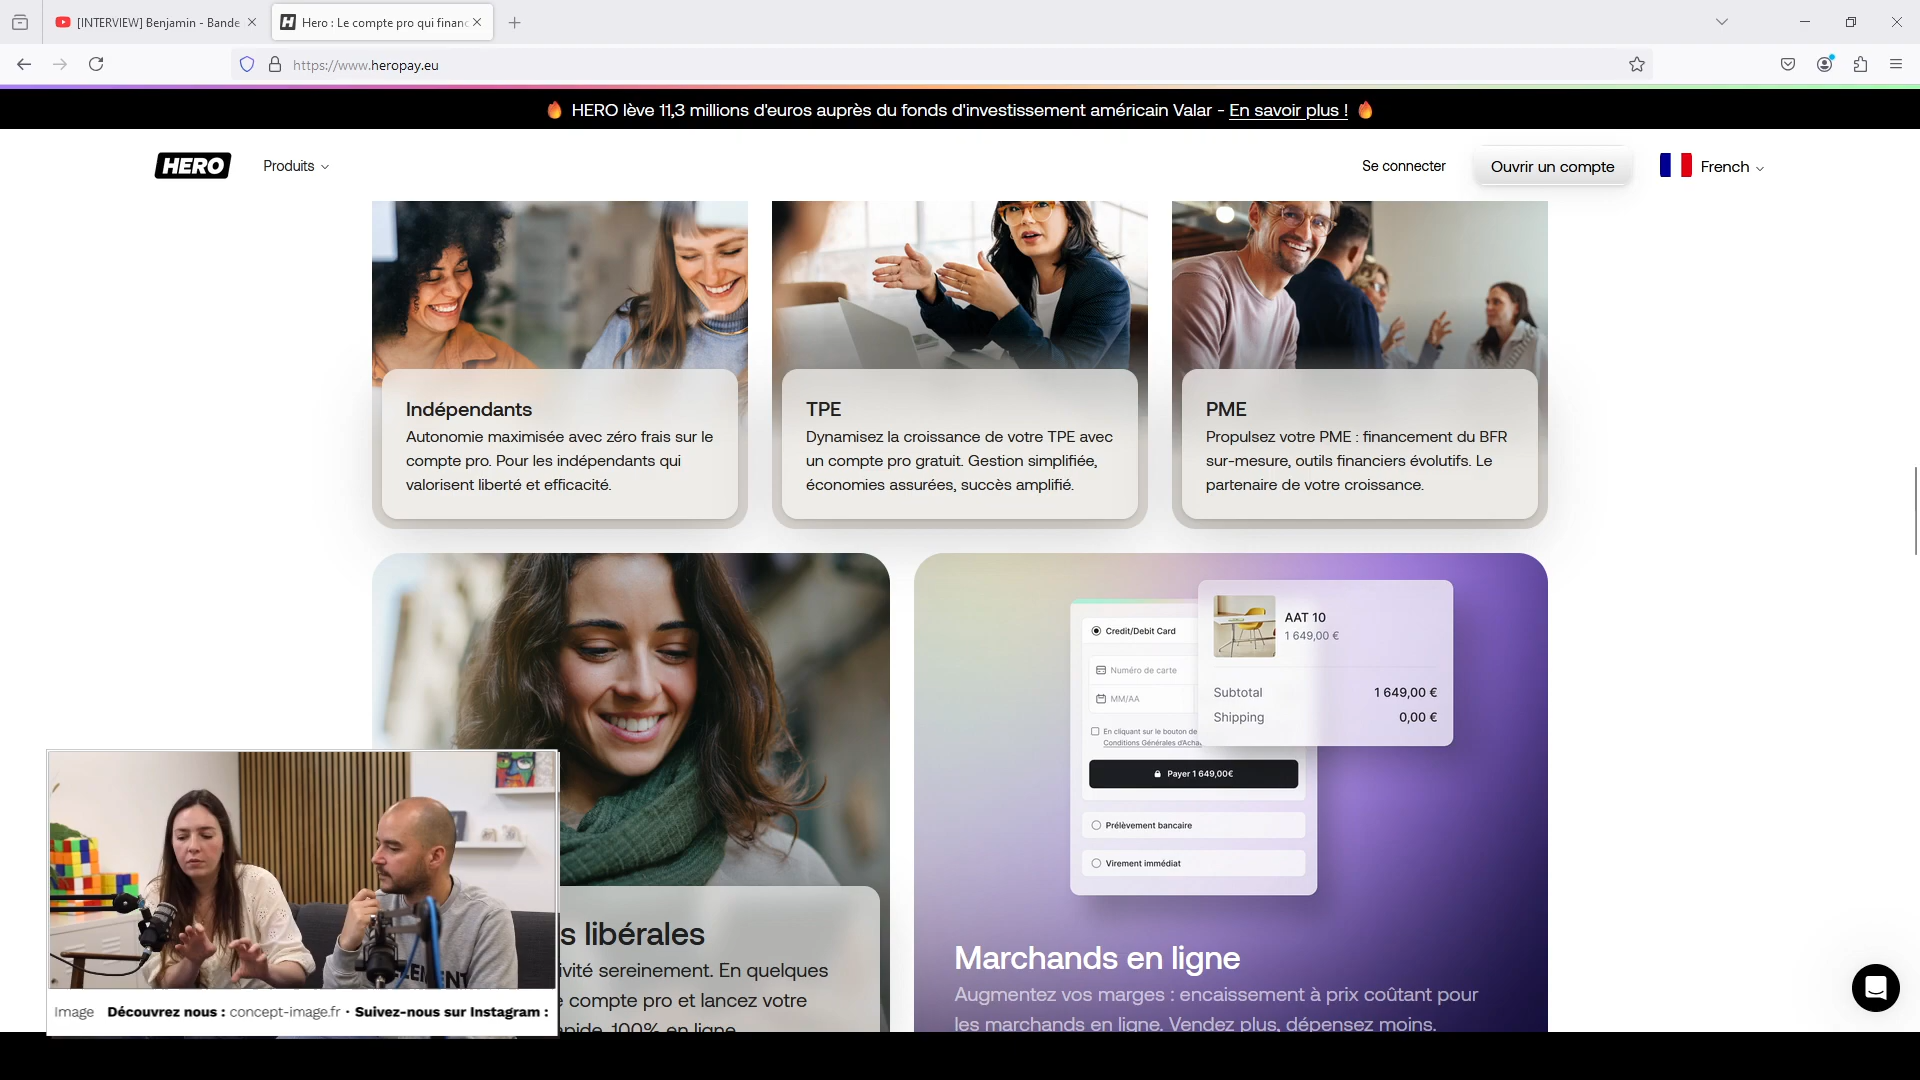 [INTERVIEW] Benjamin - Bande
Hero : Le compte pro qui financ
https://www.heropay.eu
HERO lève 11,3 millions d'euros auprès du fonds d'investissement américain Valar - En savoir plus !
HERO
Produits
Se connecter
Ouvrir un compte
French
Indépendants
Autonomie maximisée avec zéro frais sur le
compte pro. Pour les indépendants qui
valorisent liberté et efficacité.
TPE
Dynamisez la croissance de votre TPE avec
un compte pro gratuit. Gestion simplifiée,
économies assurées, succès amplifié.
PME
Propulsez votre PME : financement du BFR
sur-mesure, outils financiers évolutifs. Le
partenaire de votre croissance.
s libérales
ivité sereinement. En quelques
compte pro et lancez votre
pide, 100% en ligne
Credit/Debit Card
Numéro de carte
MM/AA
En cliquant sur le bouton de
Conditions Générales d'Acha
Payer 1 649,00€
Prélèvement bancaire
Virement immédiat
AAT 10
1 649,00 €
Subtotal 1 649,00 €
Shipping 0,00 €
Marchands en ligne
Augmentez vos marges : encaissement à prix coûtant pour
les marchands en ligne. Vendez plus, dépensez moins.
Image Découvrez nous : concept-image.fr · Suivez-nous sur Instagram :